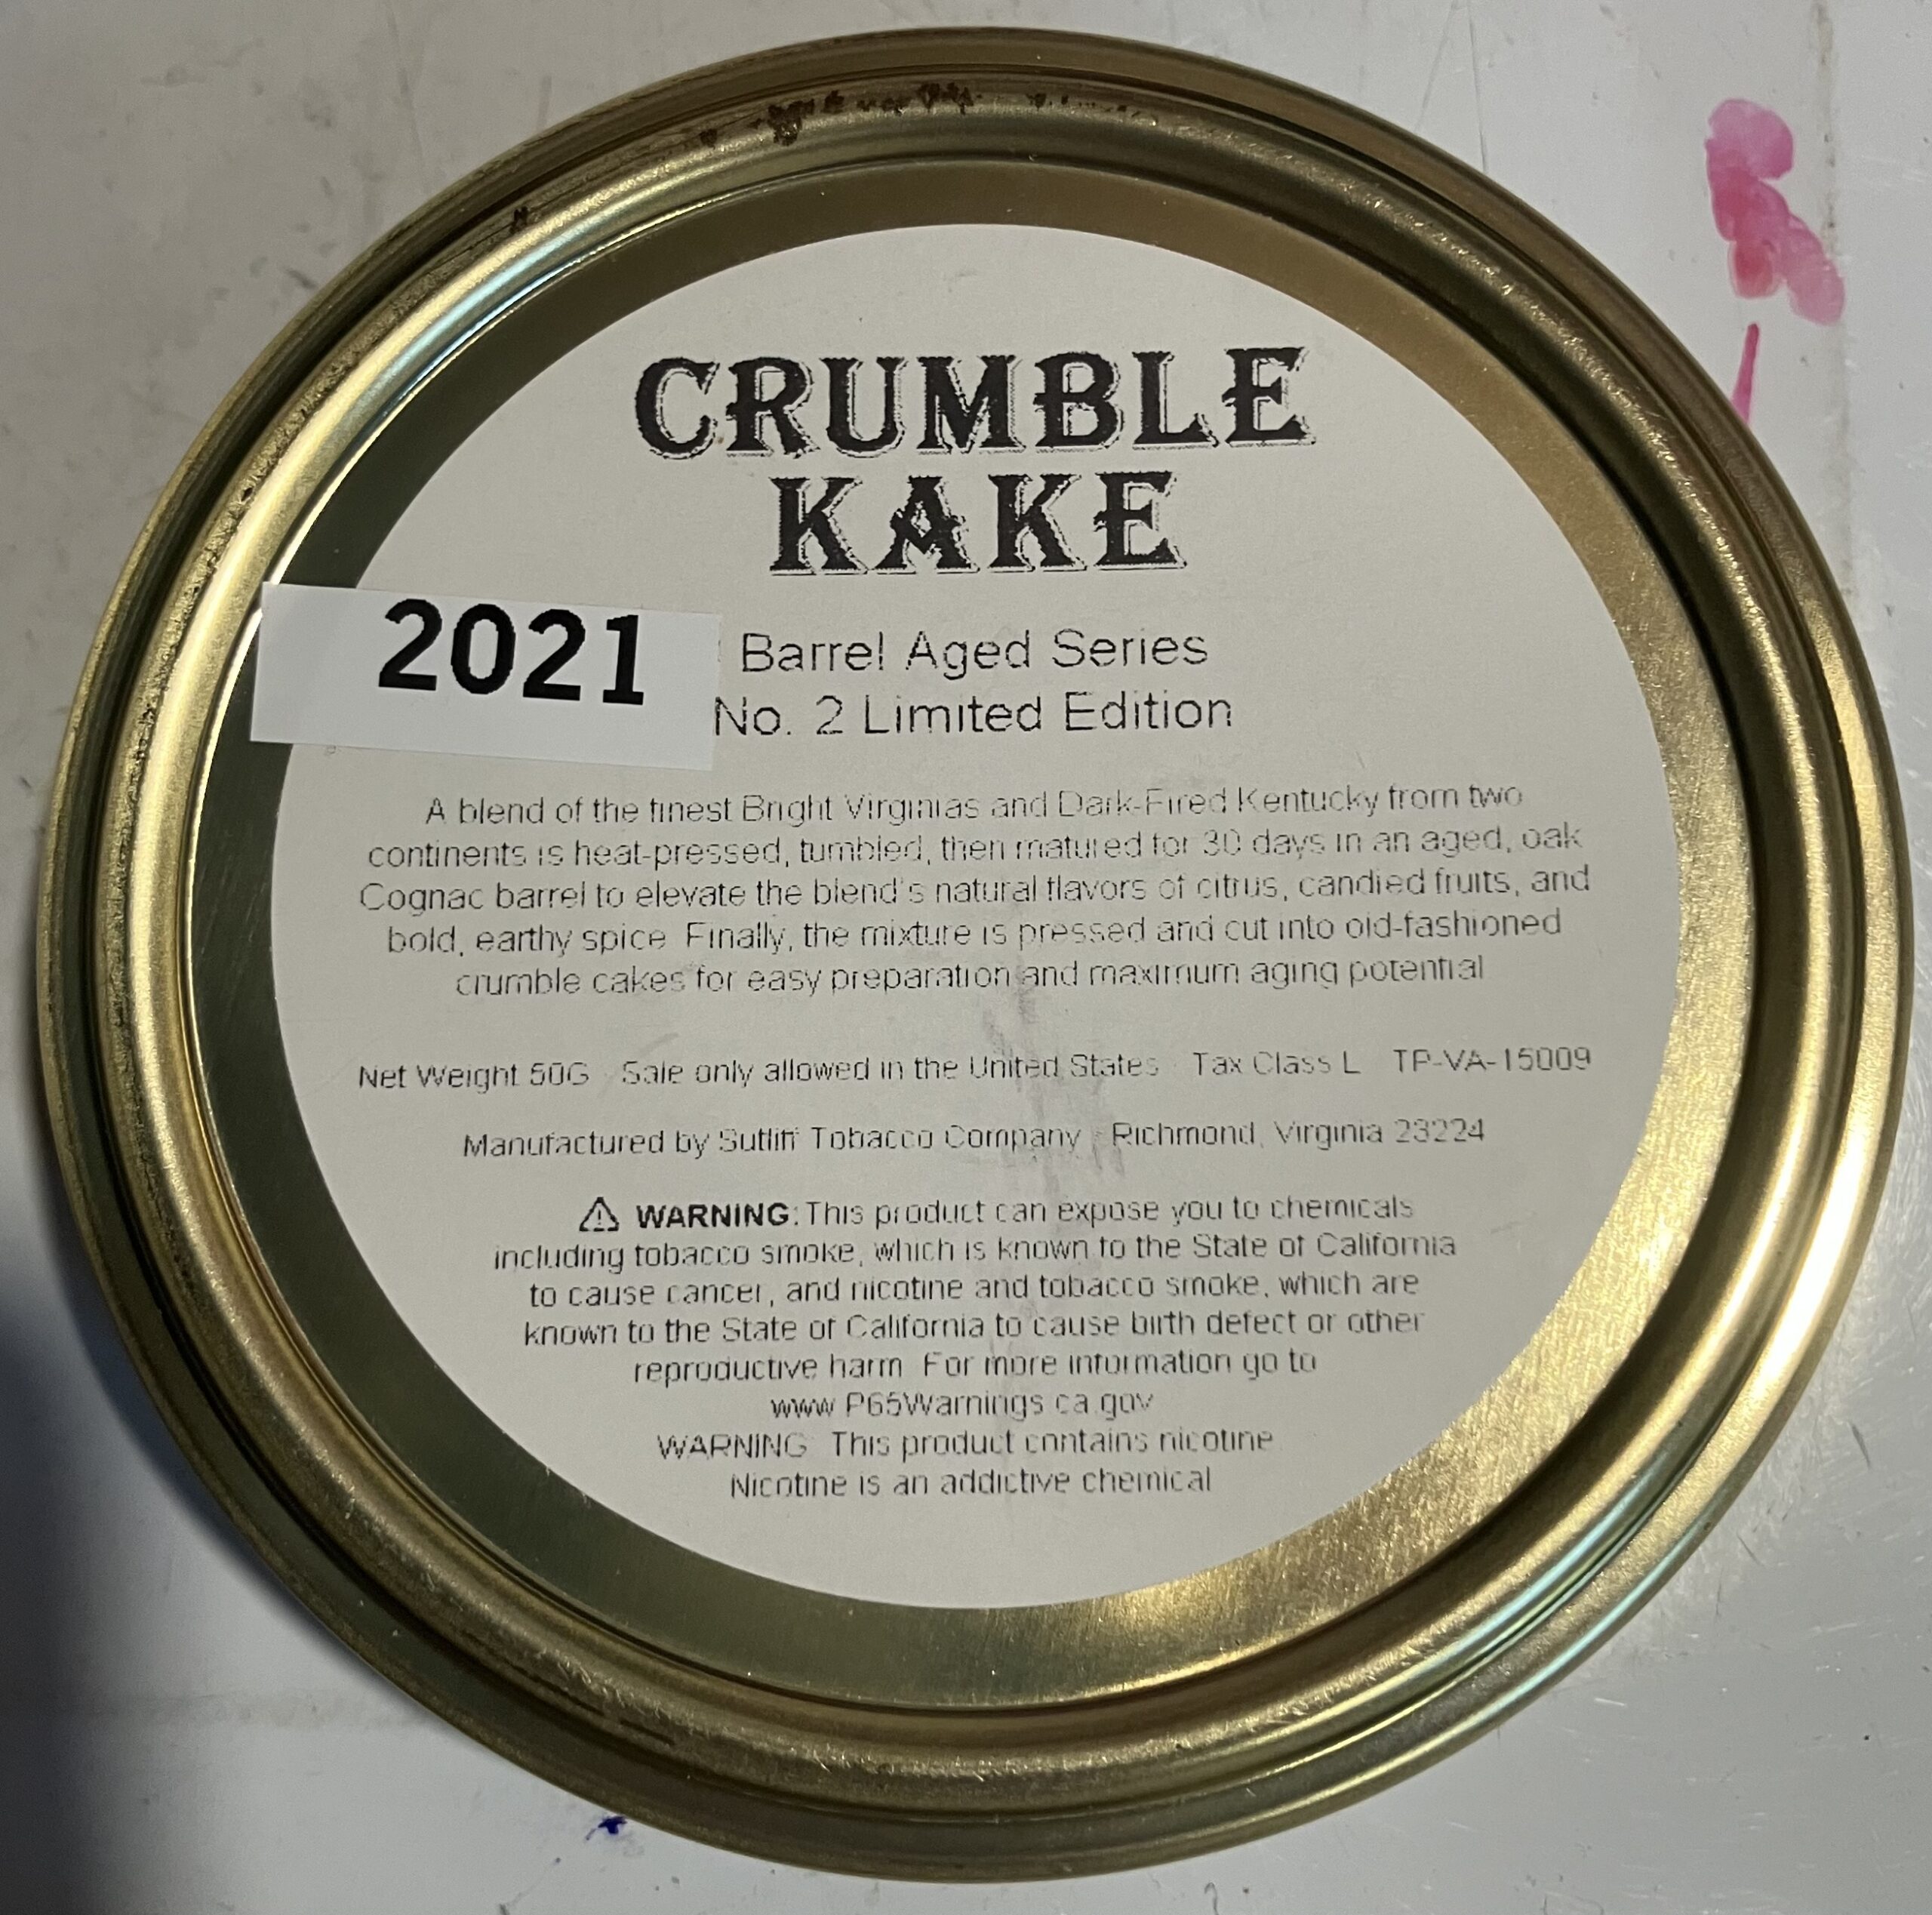 CRUMBLE
KAKE
2021
Barrel Aged Series
No. 2 Limited Edition
A blend of the finest Bright Virginias and Dark-Fired Kentucky from two
continents is heat-pressed, tumbled, then matured for 30 days in an aged, oak
Cognac barrel to elevate the blend's natural flavors of citrus, candied fruits, and
bold, earthy spice. Finally, the mixture is pressed and cut into old-fashioned
crumble cakes for easy preparation and maximum aging potential
Net Weight 50G · Sale only allowed in the United States · Tax Class L · TP-VA-15009
Manufactured by Sutliff Tobacco Company · Richmond, Virginia 23224
⚠ WARNING: This product can expose you to chemicals
including tobacco smoke, which is known to the State of California
to cause cancer, and nicotine and tobacco smoke, which are
known to the State of California to cause birth defect or other
reproductive harm. For more information go to
www.P65Warnings.ca.gov
WARNING: This product contains nicotine.
Nicotine is an addictive chemical